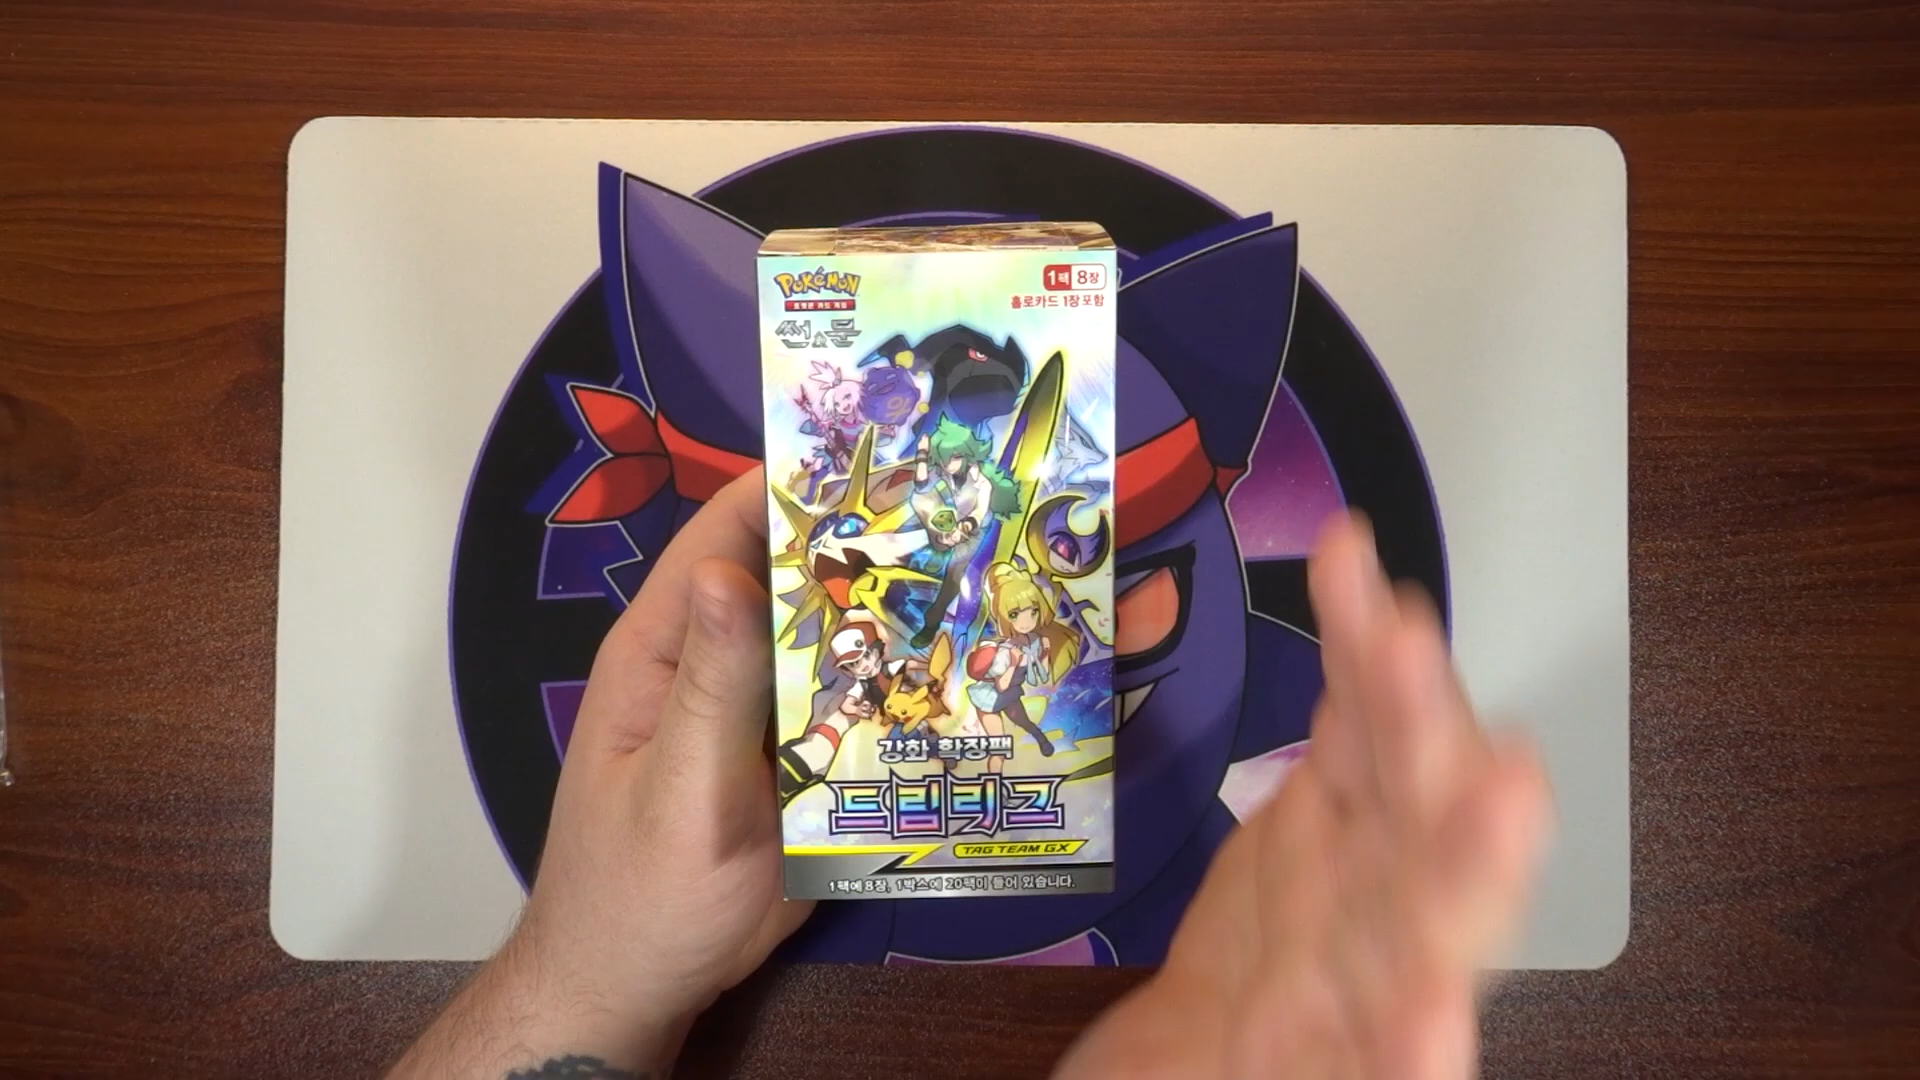 POKéMON
포켓몬 카드 게임
썬&문
1팩 8장
홀로카드 1장 포함
강화 확장팩
드림리그
TAG TEAM GX
1팩에 8장, 1박스에 20팩이 들어 있습니다.